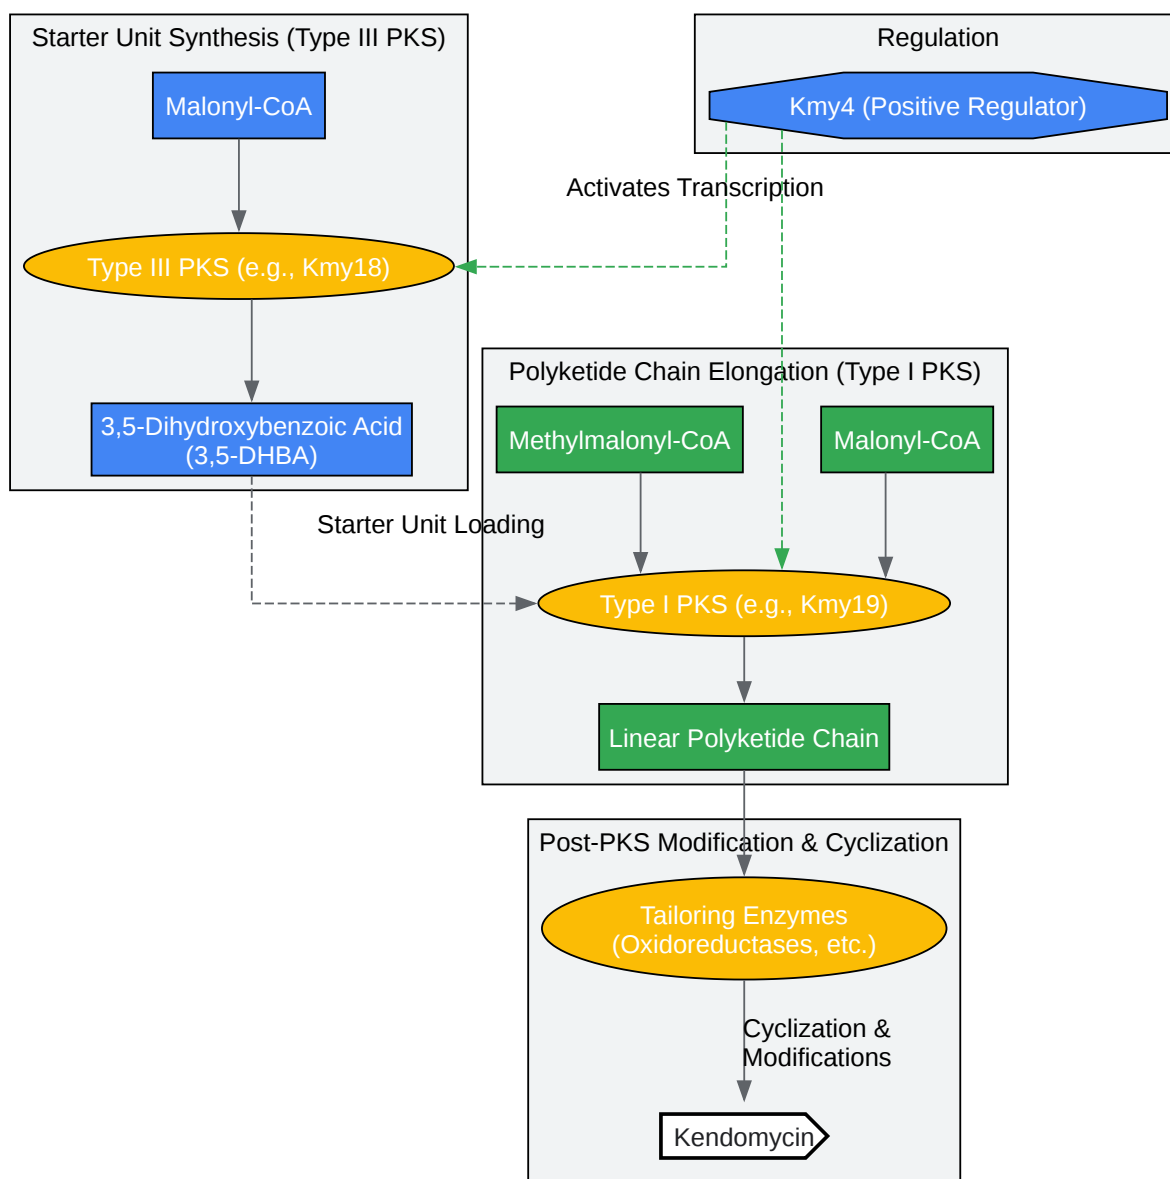 Starter Unit Synthesis (Type III PKS)
Malonyl-CoA
Type III PKS (e.g., Kmy18)
3,5-Dihydroxybenzoic Acid
(3,5-DHBA)
Regulation
Kmy4 (Positive Regulator)
Activates Transcription
Polyketide Chain Elongation (Type I PKS)
Methylmalonyl-CoA
Malonyl-CoA
Starter Unit Loading
Type I PKS (e.g., Kmy19)
Linear Polyketide Chain
Post-PKS Modification & Cyclization
Tailoring Enzymes
(Oxidoreductases, etc.)
Cyclization &
Modifications
Kendomycin